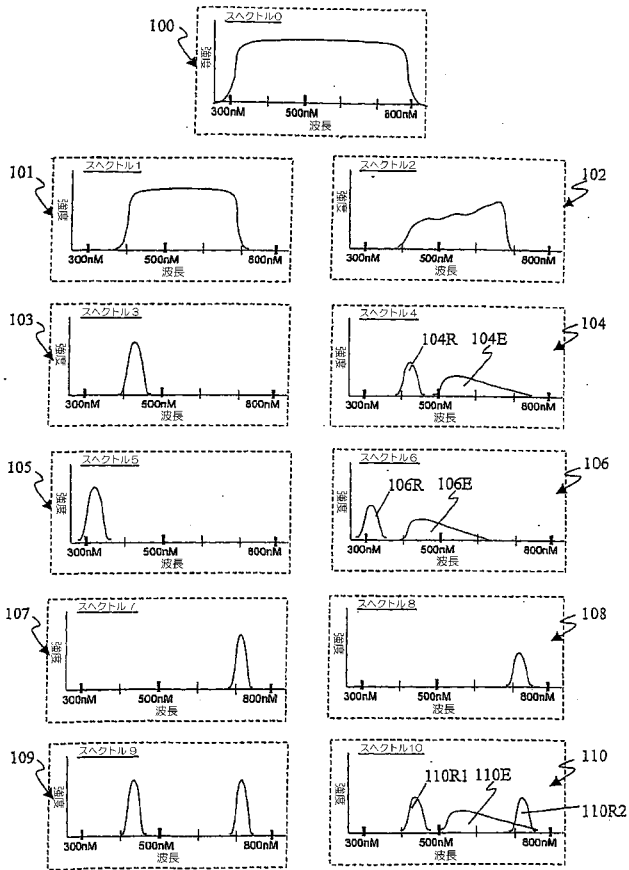 スペクトル0
100
強度
300nM 500nM 800nM
波長
スペクトル1
101
強度
300nM 500nM 800nM
波長
スペクトル2
102
強度
300nM 500nM 800nM
波長
スペクトル3
103
強度
300nM 500nM 800nM
波長
スペクトル4
104R 104E 104
強度
300nM 500nM 800nM
波長
スペクトル5
105
強度
300nM 500nM 800nM
波長
スペクトル6
106R 106E 106
強度
300nM 500nM 800nM
波長
スペクトル7
107
強度
300nM 500nM 800nM
波長
スペクトル8
108
強度
300nM 500nM 800nM
波長
スペクトル9
109
強度
300nM 500nM 800nM
波長
スペクトル10
110R1 110E 110
110R2
強度
300nM 500nM 800nM
波長